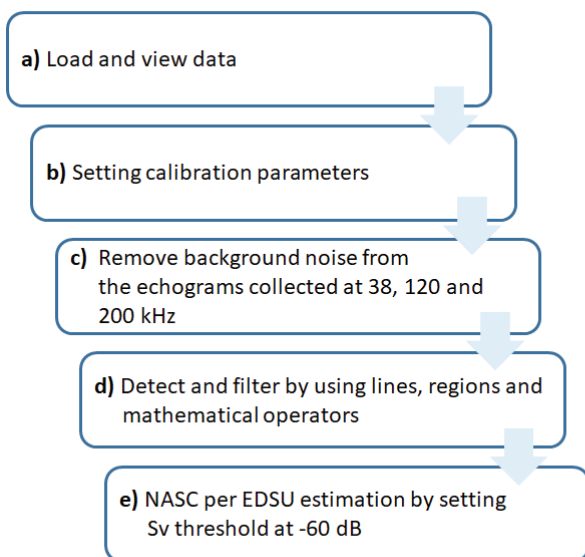 a) Load and view data
b) Setting calibration parameters
c) Remove background noise from
the echograms collected at 38, 120 and
200 kHz
d) Detect and filter by using lines, regions and
mathematical operators
e) NASC per EDSU estimation by setting
Sv threshold at -60 dB